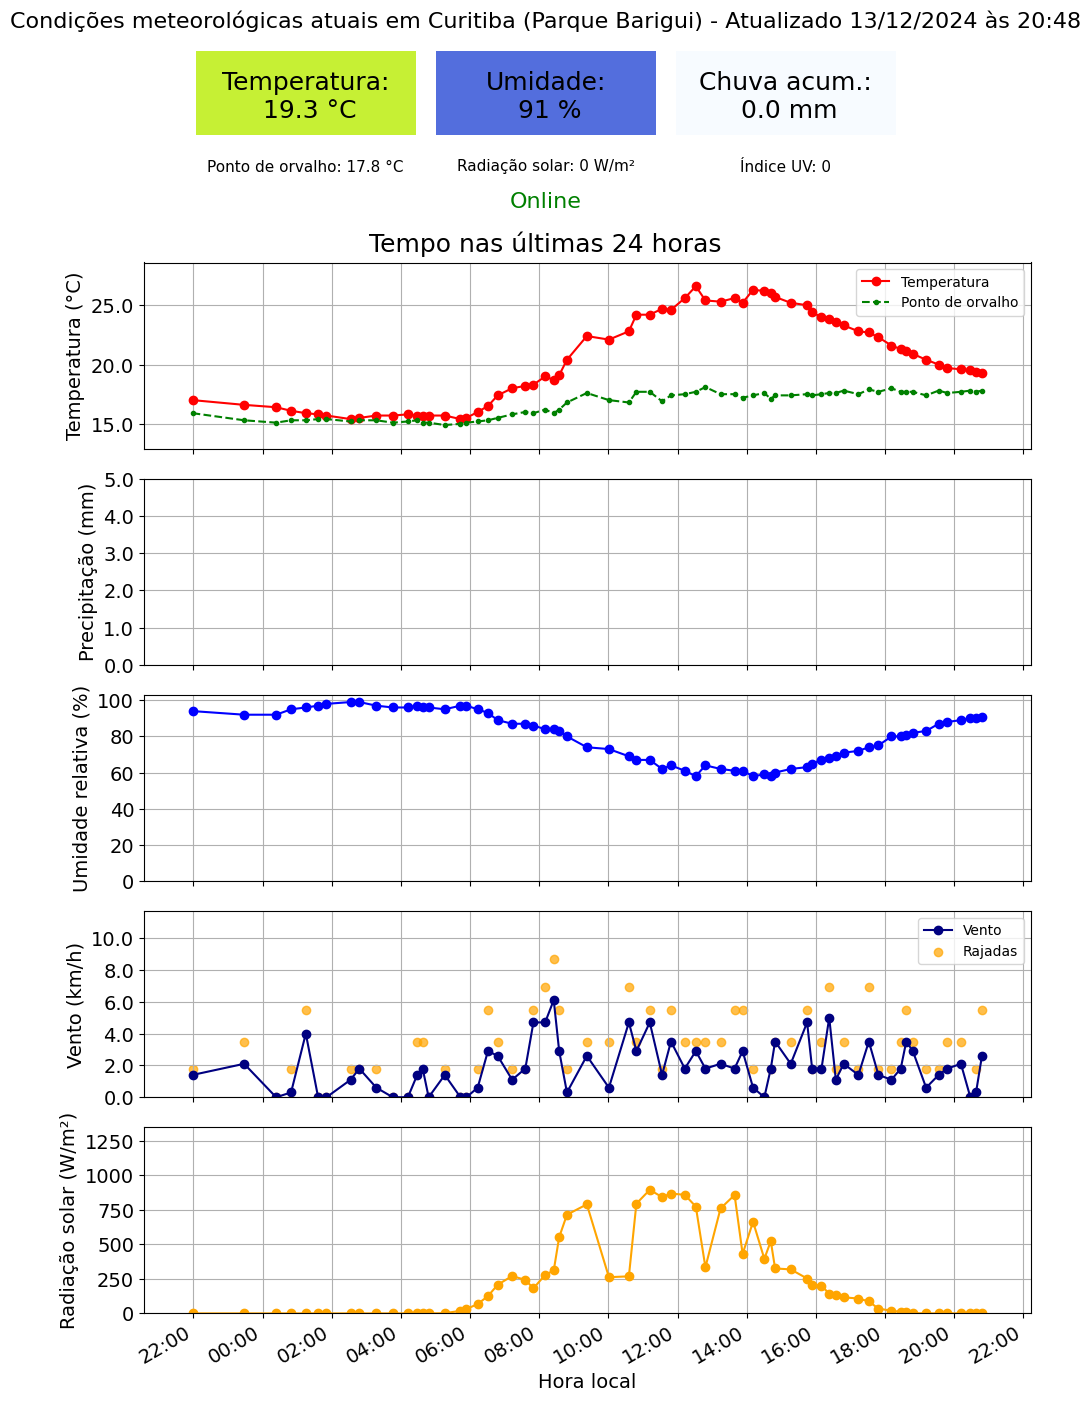 Condições meteorológicas atuais em Curitiba (Parque Barigui) - Atualizado 13/12/2024 às 20:48
Temperatura:
19.3 °C
Umidade:
91 %
Chuva acum.:
0.0 mm
Ponto de orvalho: 17.8 °C
Radiação solar: 0 W/m²
Índice UV: 0
Online
Tempo nas últimas 24 horas
Temperatura (°C)
25.0
20.0
15.0
Temperatura
Ponto de orvalho
Precipitação (mm)
5.0
4.0
3.0
2.0
1.0
0.0
Umidade relativa (%)
100
80
60
40
20
0
Vento (km/h)
10.0
8.0
6.0
4.0
2.0
0.0
Vento
Rajadas
Radiação solar (W/m²)
1250
1000
750
500
250
0
22:00
00:00
02:00
04:00
06:00
08:00
10:00
12:00
14:00
16:00
18:00
20:00
22:00
Hora local